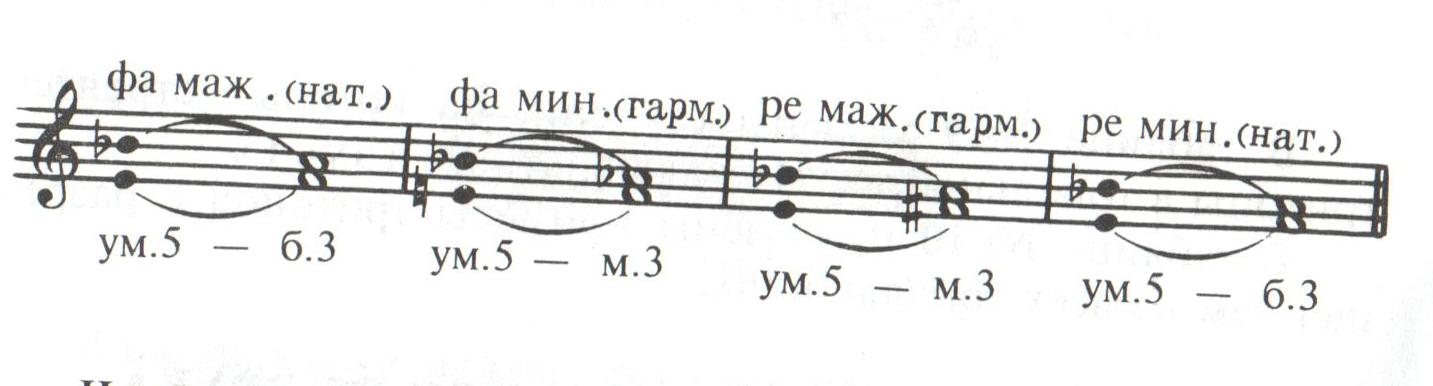 фа маж. (нат.) фа мин.(гарм.) ре маж.(гарм.) ре мин.(нат.)
ум.5 — б.3 ум.5 — м.3 ум.5 — м.3 ум.5 — б.3